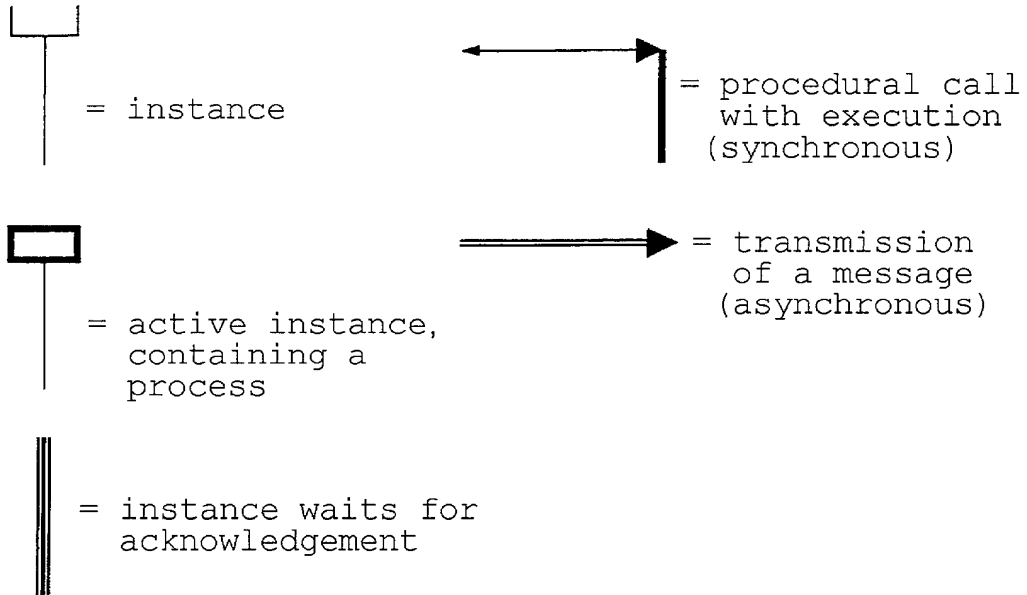 = instance
= procedural call
with execution
(synchronous)
= transmission
of a message
(asynchronous)
= active instance,
containing a
process
= instance waits for
acknowledgement